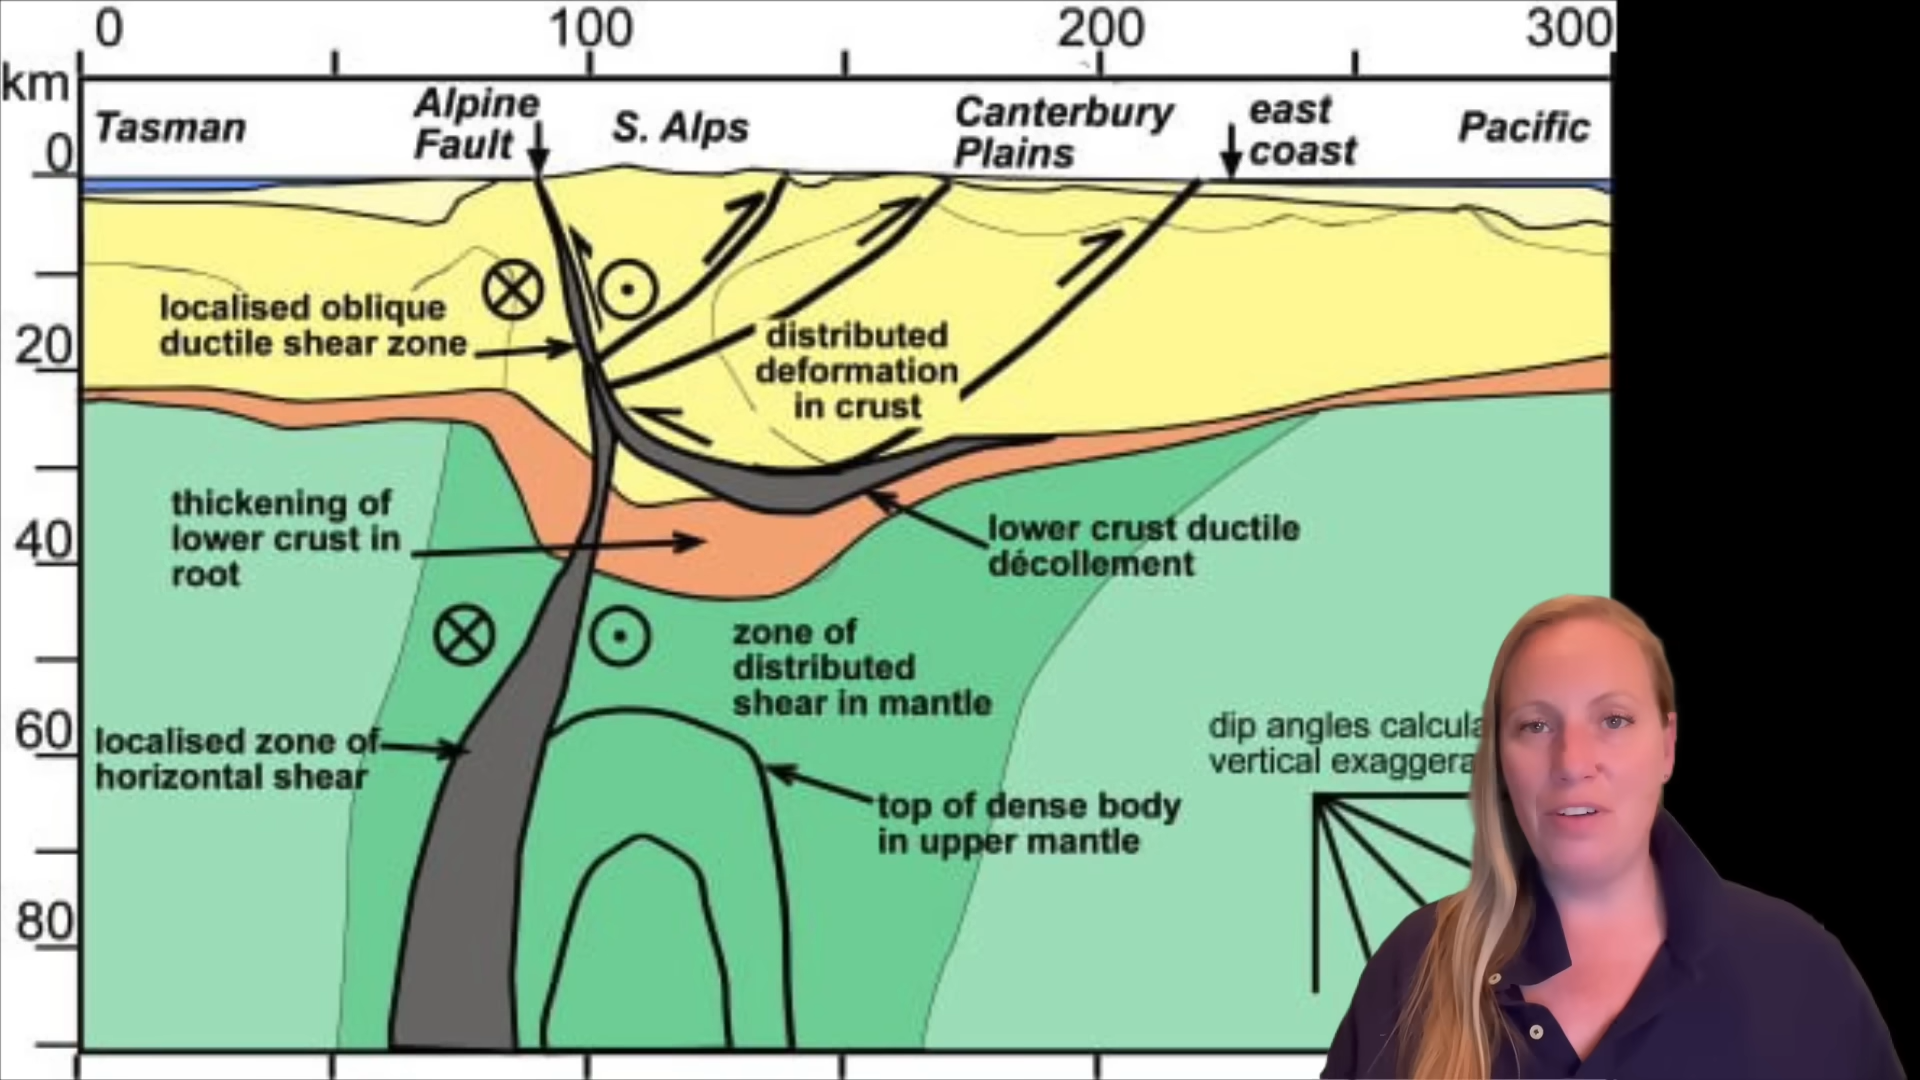 0 100 200 300
km
Tasman
Alpine
Fault
S. Alps
Canterbury
Plains
east
coast
Pacific
0
20
40
60
80
localised oblique
ductile shear zone
distributed
deformation
in crust
thickening of
lower crust in
root
lower crust ductile
décollement
zone of
distributed
shear in mantle
localised zone of
horizontal shear
top of dense body
in upper mantle
dip angles
vertical